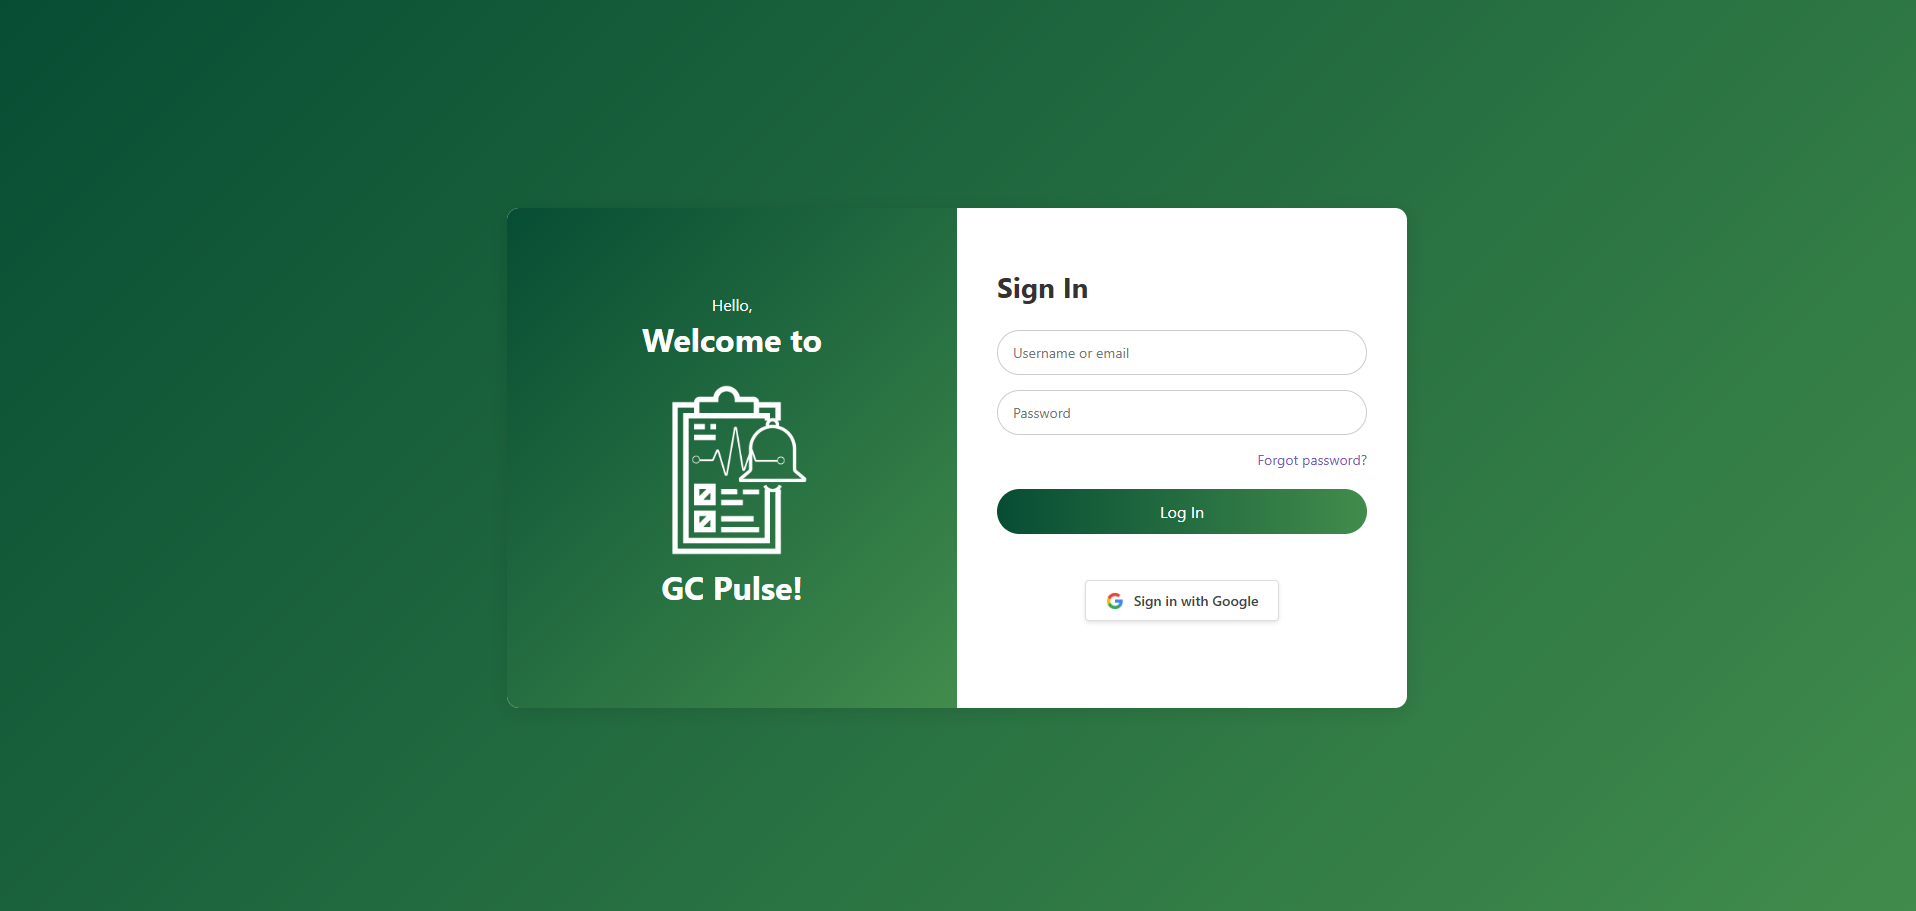 Hello,
Welcome to
GC Pulse!
Sign In
Username or email
Password
Forgot password?
Log In
Sign in with Google